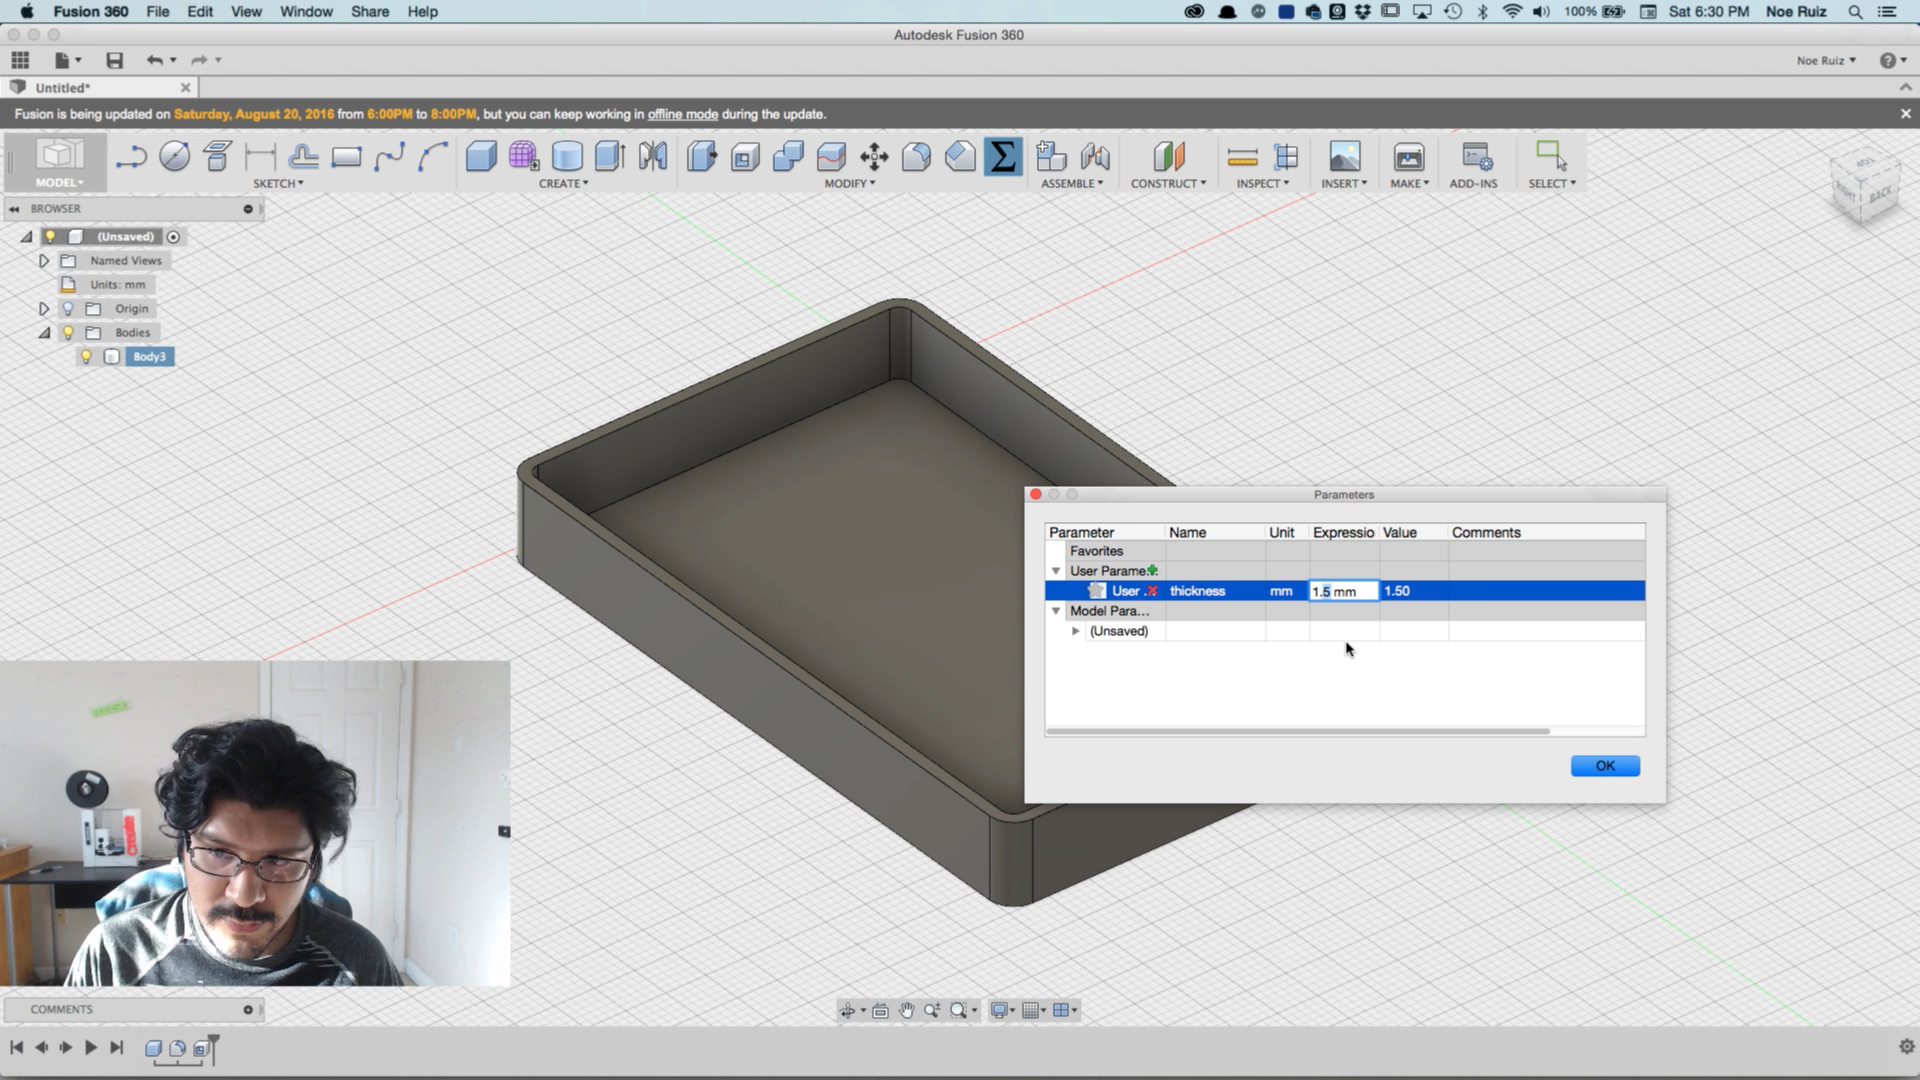 Fusion 360 File Edit View Window Share Help 100% Sat 6:30 PM Noe Ruiz
Autodesk Fusion 360
Noe Ruiz
Untitled*
Fusion is being updated on Saturday, August 20, 2016 from 6:00PM to 8:00PM, but you can keep working in offline mode during the update.
MODEL SKETCH CREATE MODIFY ASSEMBLE CONSTRUCT INSPECT INSERT MAKE ADD-INS SELECT
TOP
RIGHT
BACK
BROWSER
(Unsaved)
Named Views
Units: mm
Origin
Bodies
Body3
Parameters
Parameter Name Unit Expressio Value Comments
Favorites
User Parame
User . thickness mm 1.5 mm 1.50
Model Para...
(Unsaved)
OK
Create
COMMENTS